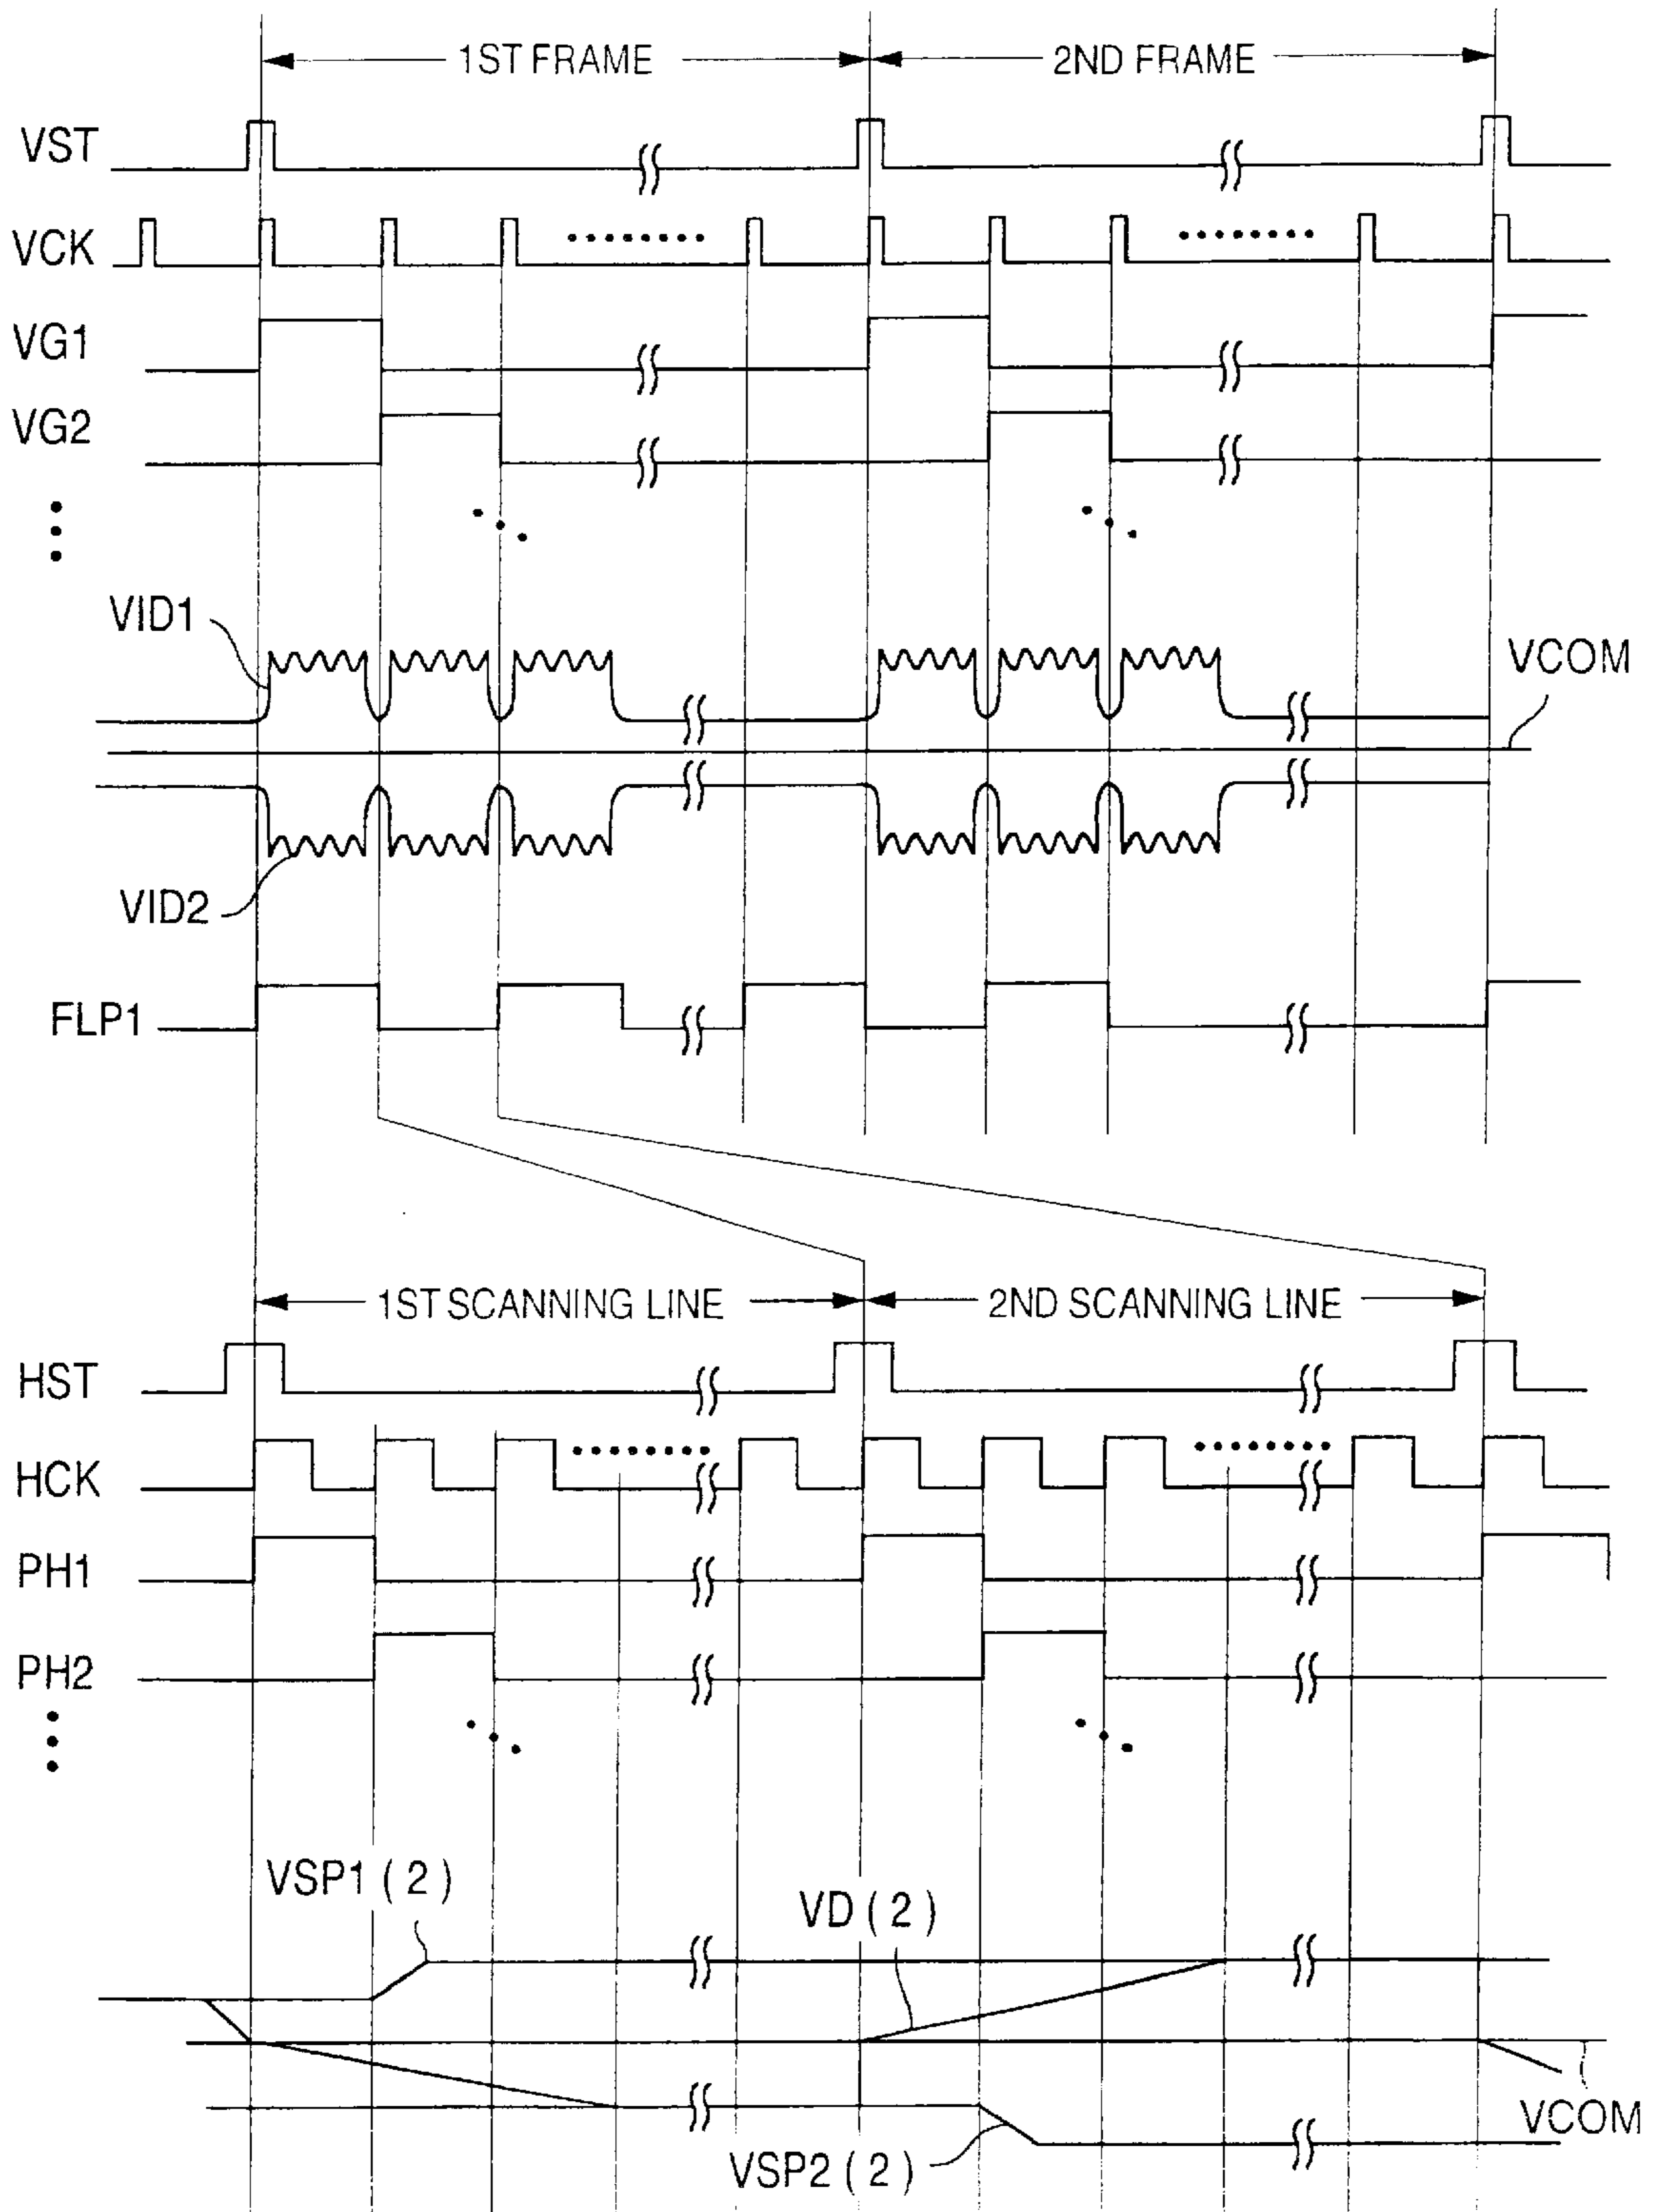 1ST FRAME 2ND FRAME
VST
VCK
VG1
VG2
VID1
VCOM
VID2
FLP1
1ST SCANNING LINE 2ND SCANNING LINE
HST
HCK
PH1
PH2
VSP1 ( 2 )
VD ( 2 )
VCOM
VSP2 ( 2 )